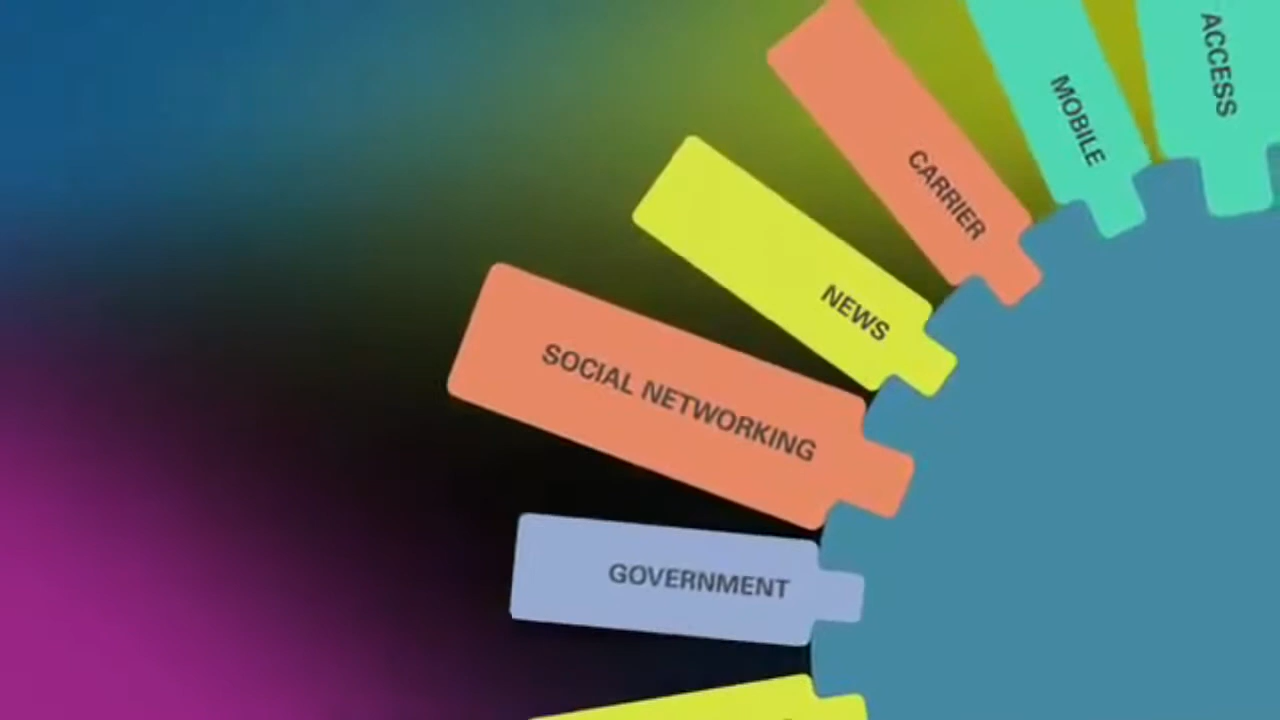 ACCESS
MOBILE
CARRIER
NEWS
SOCIAL NETWORKING
GOVERNMENT